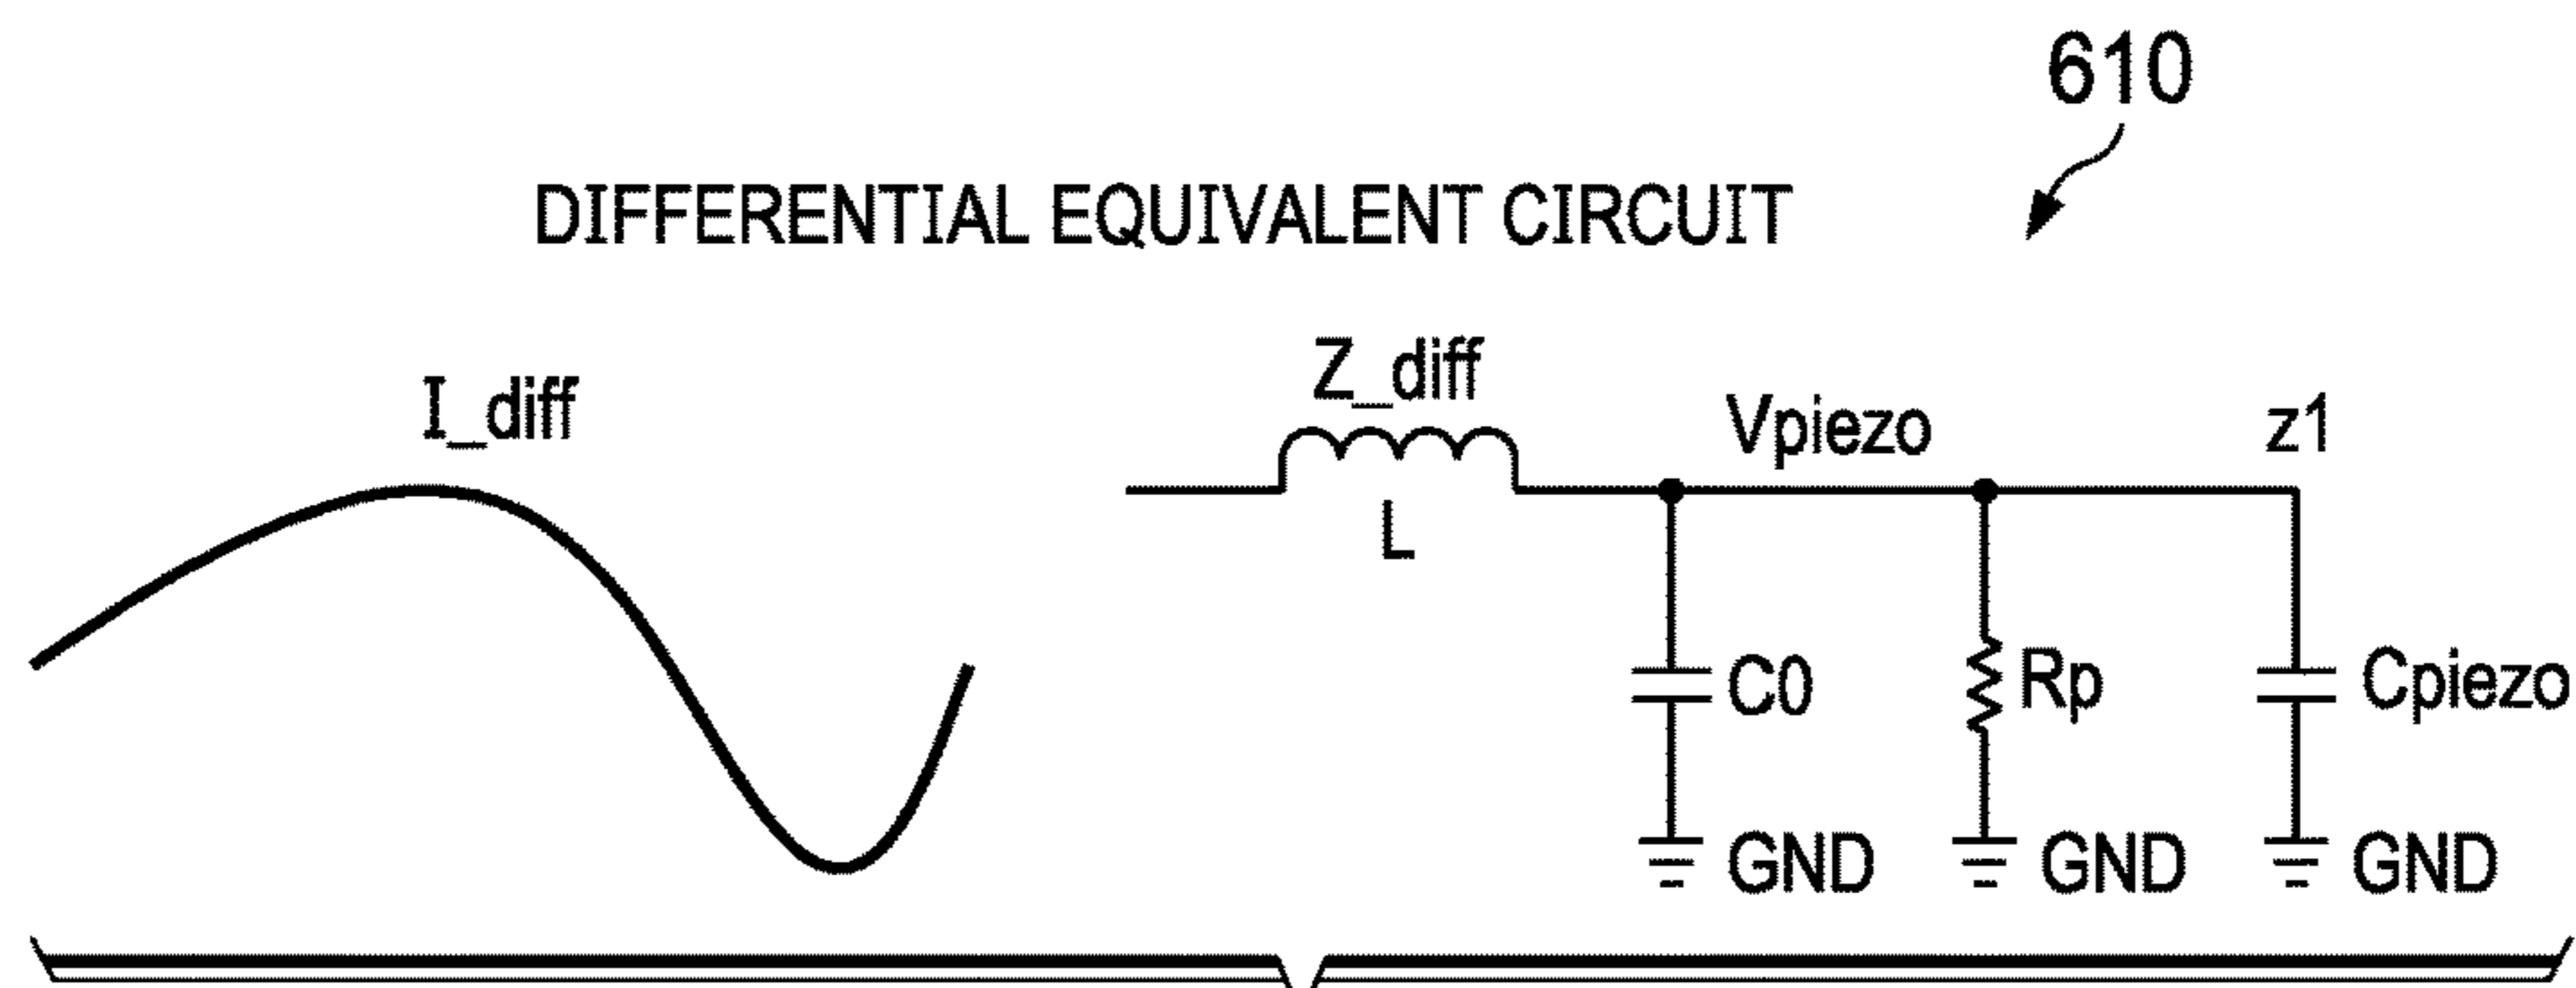 610
DIFFERENTIAL EQUIVALENT CIRCUIT
I_diff
Z_diff
L
Vpiezo
z1
C0
Rp
Cpiezo
GND
GND
GND